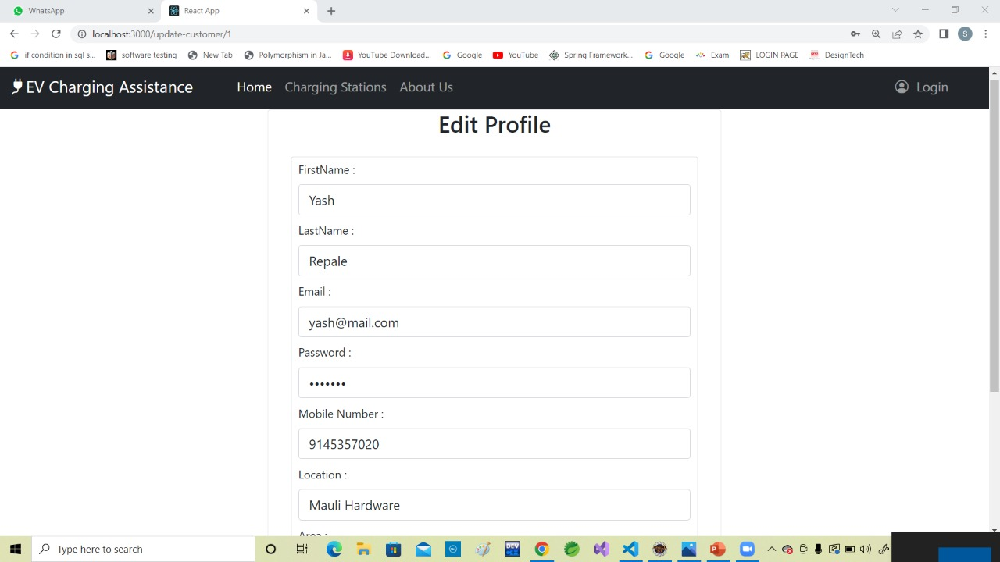 WhatsApp
React App
localhost:3000/update-customer/1
S
if condition in sql s...
software testing
New Tab
Polymorphism in Ja...
YouTube Download...
Google
YouTube
Spring Framework...
Google
Exam
LOGIN PAGE
DesignTech
EV Charging Assistance
Home
Charging Stations
About Us
Login
Edit Profile
FirstName :
Yash
LastName :
Repale
Email :
yash@mail.com
Password :
•••••••
Mobile Number :
9145357020
Location :
Mauli Hardware
Area :
Type here to search